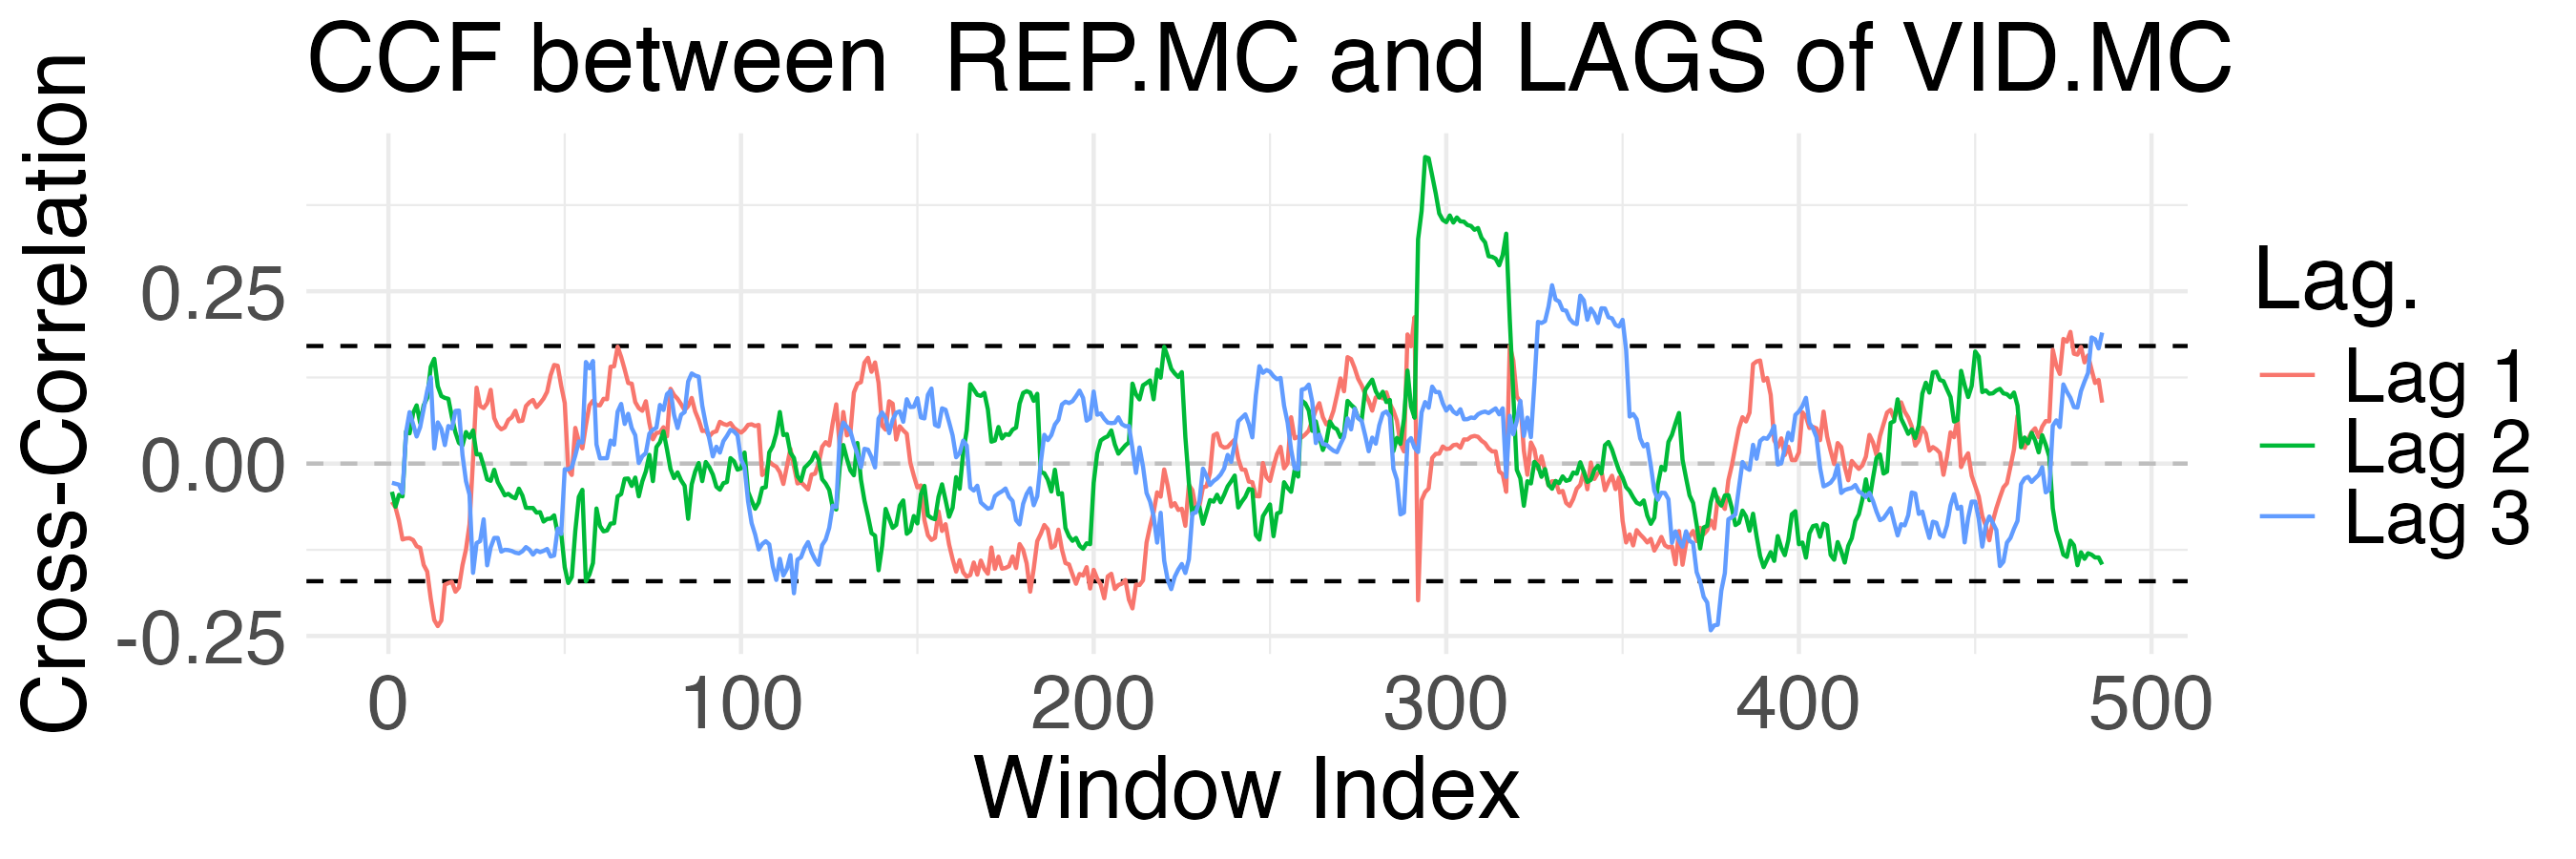 CCF between  REP.MC and LAGS of VID.MC
Cross-Correlation
0.25
0.00
-0.25
0 100 200 300 400 500
Window Index
Lag.
Lag 1
Lag 2
Lag 3